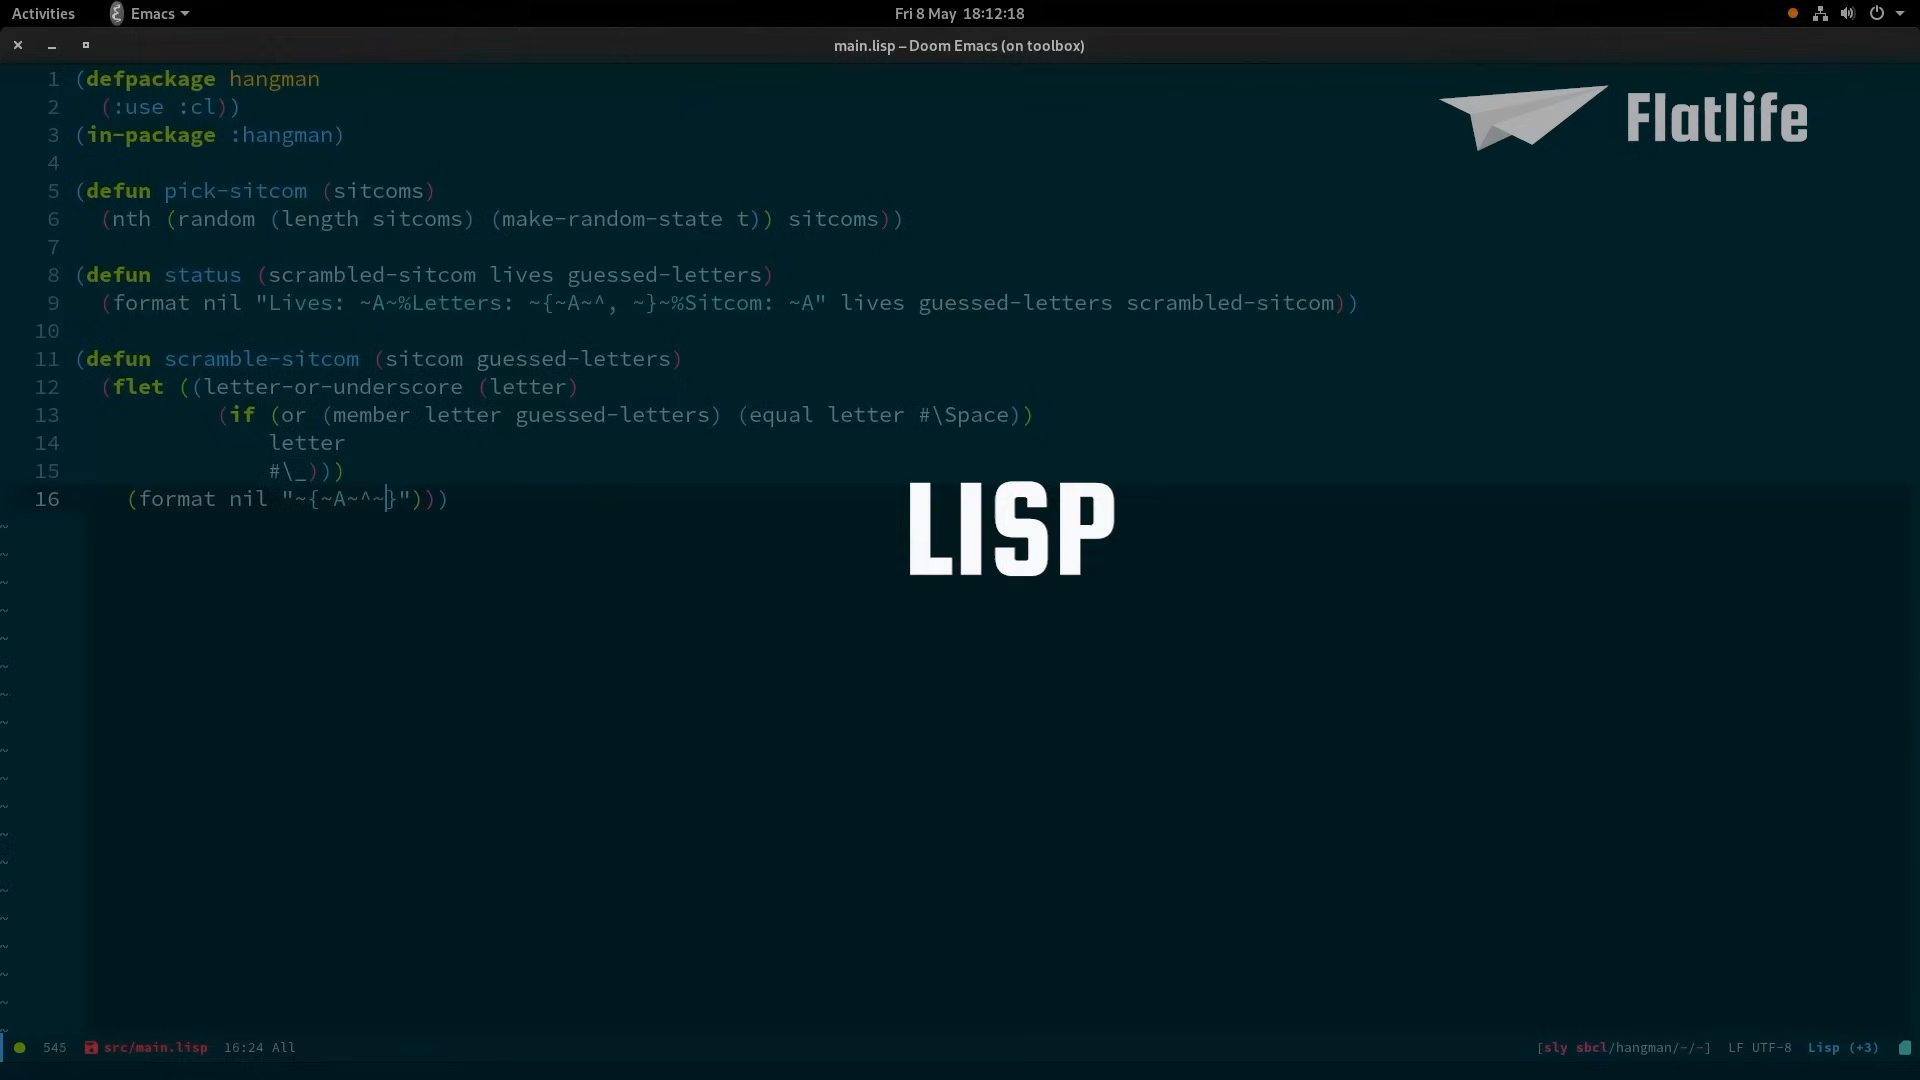 Activities Emacs Fri 8 May 18:12:18
main.lisp – Doom Emacs (on toolbox)
1 (defpackage hangman
2 (:use :cl))
3 (in-package :hangman)
4
5 (defun pick-sitcom (sitcoms)
6 (nth (random (length sitcoms) (make-random-state t)) sitcoms))
7
8 (defun status (scrambled-sitcom lives guessed-letters)
9 (format nil "Lives: ~A~%Letters: ~{~A~^, ~}~%Sitcom: ~A" lives guessed-letters scrambled-sitcom))
10
11 (defun scramble-sitcom (sitcom guessed-letters)
12 (flet ((letter-or-underscore (letter)
13 (if (or (member letter guessed-letters) (equal letter #\Space))
14 letter
15 #\_)))
16 (format nil "~{~A~^~}")))
Flatlife
LISP
545 src/main.lisp 16:24 All [sly sbcl/hangman/-/-] LF UTF-8 Lisp (+3)